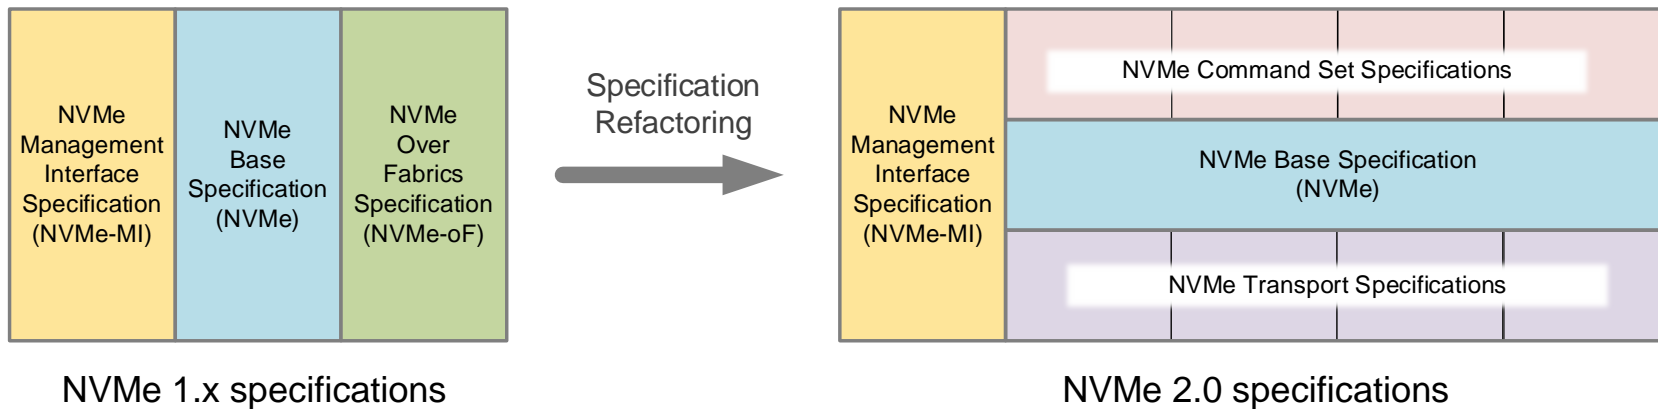 NVMe
Management
Interface
Specification
(NVMe-MI)
NVMe
Base
Specification
(NVMe)
NVMe
Over
Fabrics
Specification
(NVMe-oF)
NVMe 1.x specifications
Specification
Refactoring
NVMe
Management
Interface
Specification
(NVMe-MI)
NVMe Command Set Specifications
NVMe Base Specification
(NVMe)
NVMe Transport Specifications
NVMe 2.0 specifications